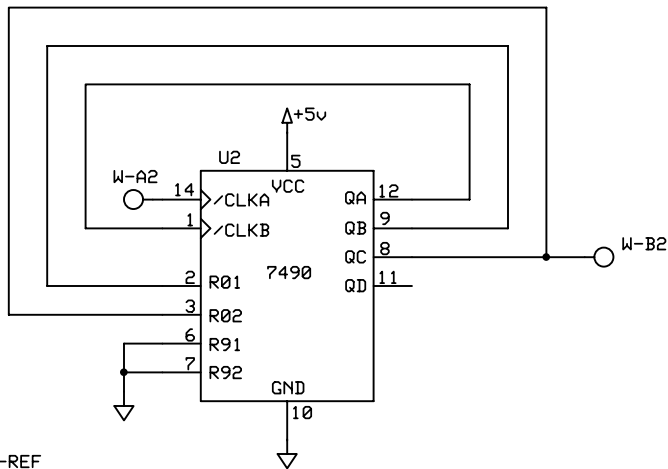 +5v
U2
5
W-A2
14
/CLKA
VCC
QA
12
1
/CLKB
QB
9
QC
8
W-B2
7490
2
R01
QD
11
3
R02
6
R91
7
R92
GND
10
-REF